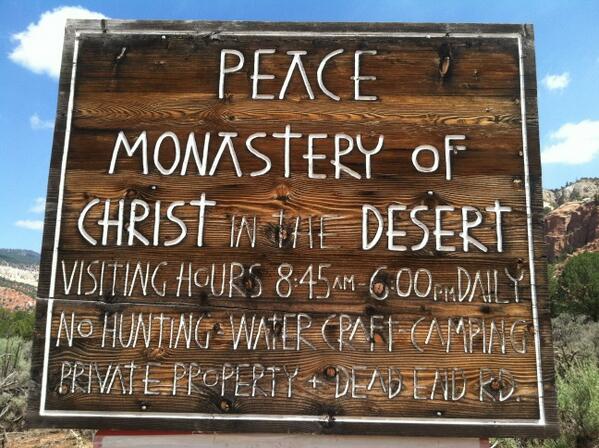 PEACE
MONASTERY OF
CHRIST IN THE DESERT
VISITING HOURS 8:45AM-6:00PM DAILY
NO HUNTING WATER CRAFT CAMPING
PRIVATE PROPERTY + DEAD END RD.